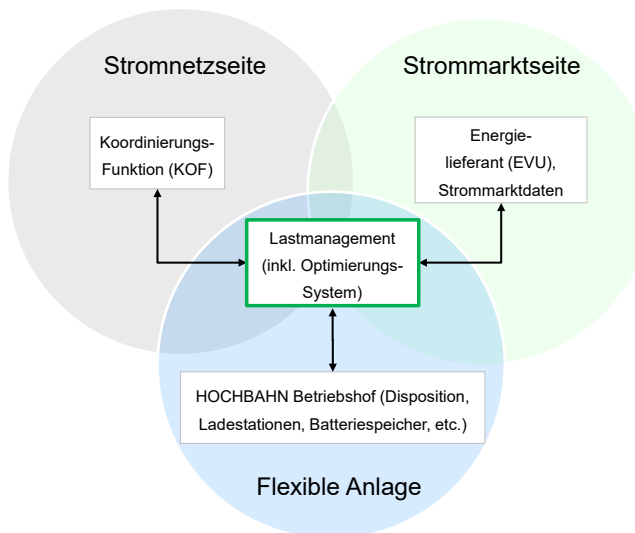 Stromnetzseite
Strommarktseite
Koordinierungs-
Funktion (KOF)
Energie-
lieferant (EVU),
Strommarktdaten
Lastmanagement
(inkl. Optimierungs-
System)
HOCHBAHN Betriebshof (Disposition,
Ladestationen, Batteriespeicher, etc.)
Flexible Anlage